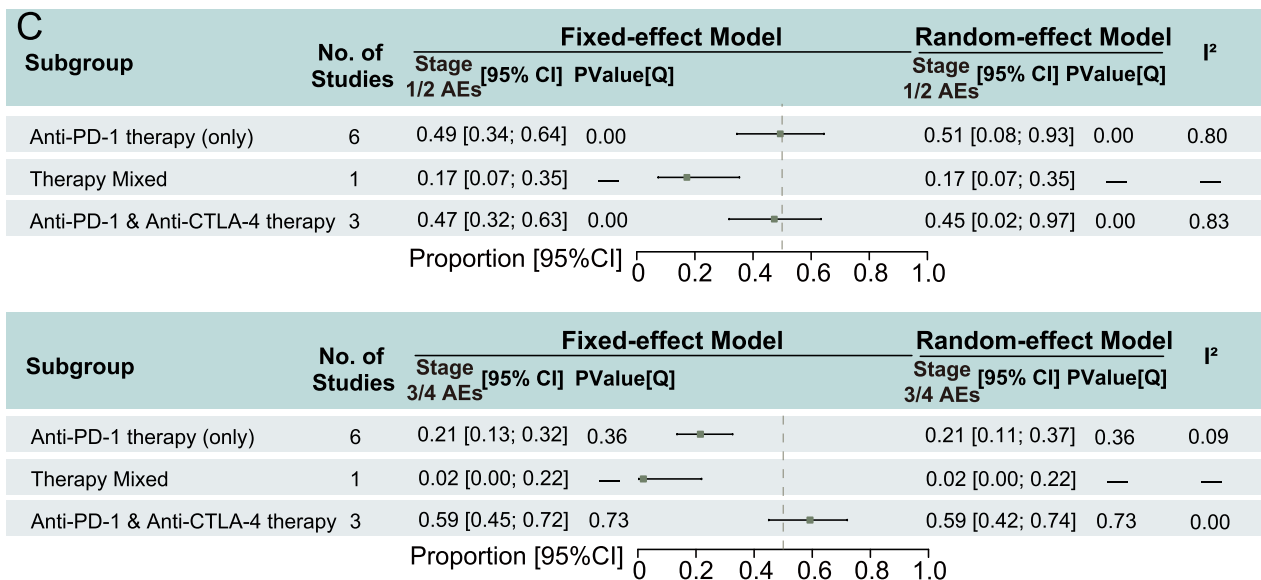 C
Subgroup No. of Studies Fixed-effect Model Random-effect Model I²
Stage 1/2 AEs [95% CI] PValue[Q] Stage 1/2 AEs [95% CI] PValue[Q]
Anti-PD-1 therapy (only) 6 0.49 [0.34; 0.64] 0.00 0.51 [0.08; 0.93] 0.00 0.80
Therapy Mixed 1 0.17 [0.07; 0.35] — 0.17 [0.07; 0.35] — —
Anti-PD-1 & Anti-CTLA-4 therapy 3 0.47 [0.32; 0.63] 0.00 0.45 [0.02; 0.97] 0.00 0.83
Proportion [95%CI] 0 0.2 0.4 0.6 0.8 1.0
Subgroup No. of Studies Fixed-effect Model Random-effect Model I²
Stage 3/4 AEs [95% CI] PValue[Q] Stage 3/4 AEs [95% CI] PValue[Q]
Anti-PD-1 therapy (only) 6 0.21 [0.13; 0.32] 0.36 0.21 [0.11; 0.37] 0.36 0.09
Therapy Mixed 1 0.02 [0.00; 0.22] — 0.02 [0.00; 0.22] — —
Anti-PD-1 & Anti-CTLA-4 therapy 3 0.59 [0.45; 0.72] 0.73 0.59 [0.42; 0.74] 0.73 0.00
Proportion [95%CI] 0 0.2 0.4 0.6 0.8 1.0